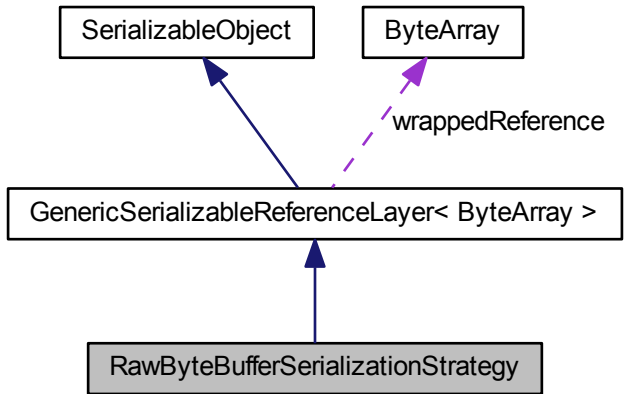 SerializableObject
ByteArray
wrappedReference
GenericSerializableReferenceLayer< ByteArray >
RawByteBufferSerializationStrategy